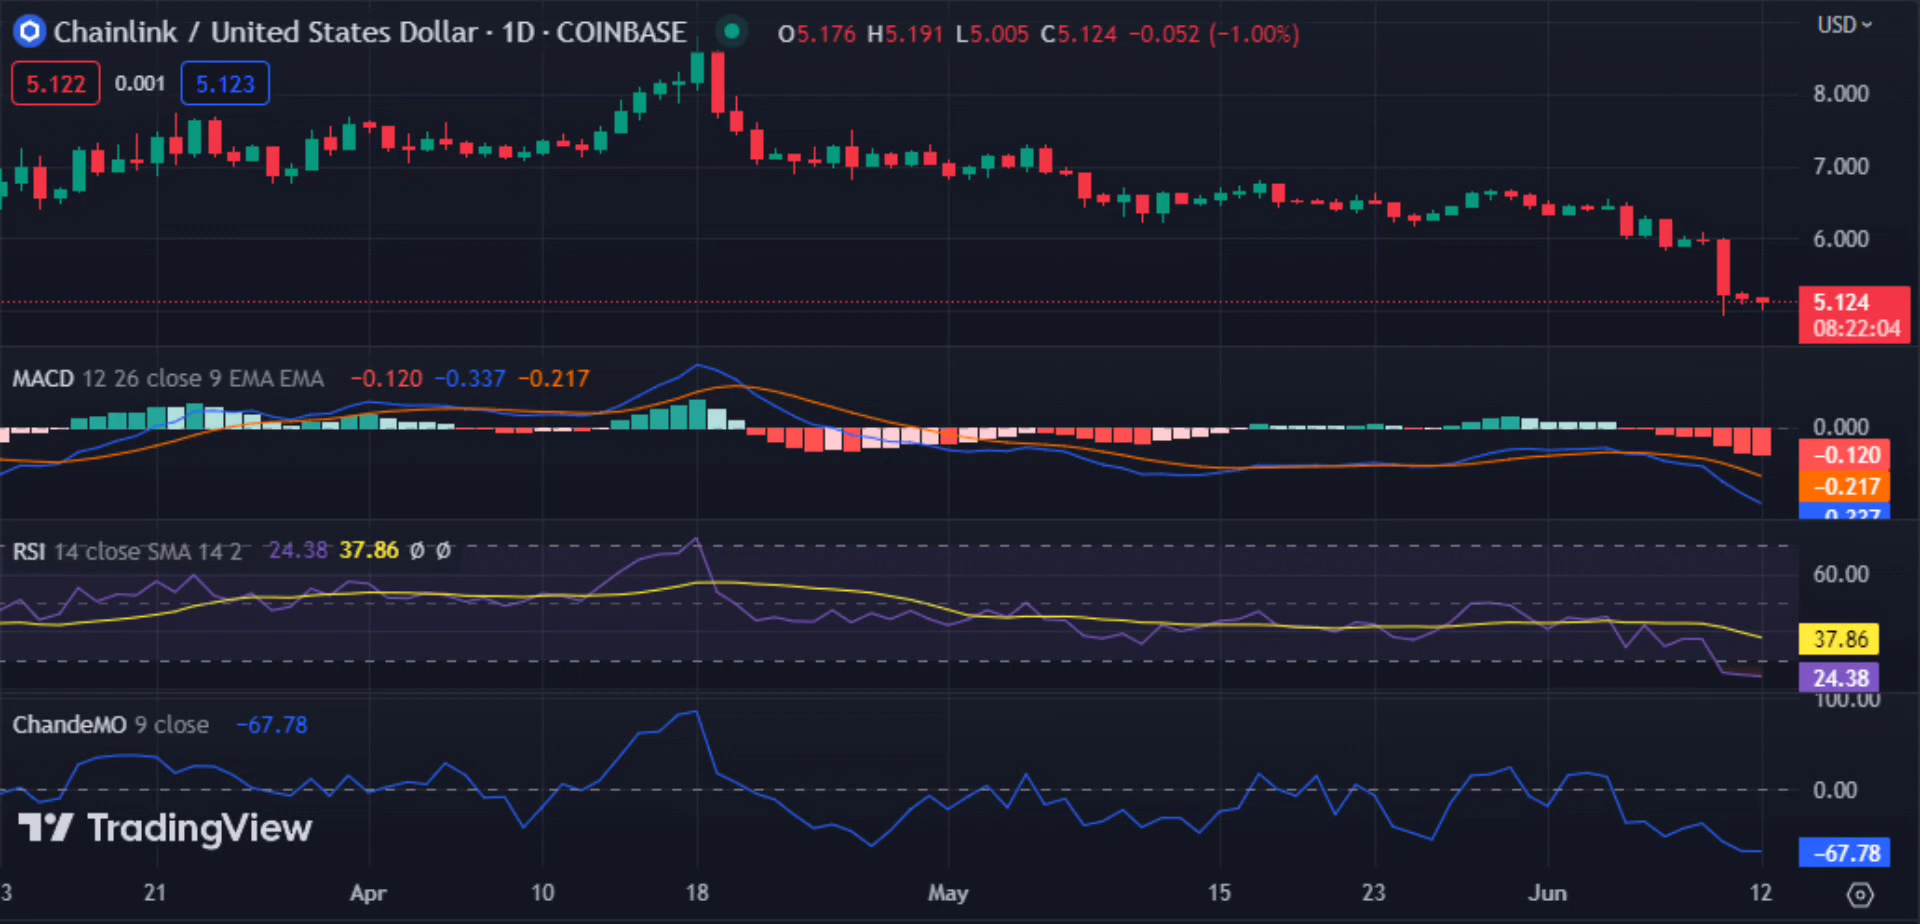 Chainlink / United States Dollar · 1D · COINBASE O5.176 H5.191 L5.005 C5.124 −0.052 (−1.00%)
USD
5.122 0.001 5.123
8.000
7.000
6.000
5.124
08:22:04
MACD 12 26 close 9 EMA EMA −0.120 −0.337 −0.217
0.000
−0.120
−0.217
−0.337
RSI 14 close SMA 14 2 24.38 37.86 Ø Ø
60.00
37.86
24.38
100.00
ChandeMO 9 close −67.78
0.00
TradingView
−67.78
3 21 Apr 10 18 May 15 23 Jun 12